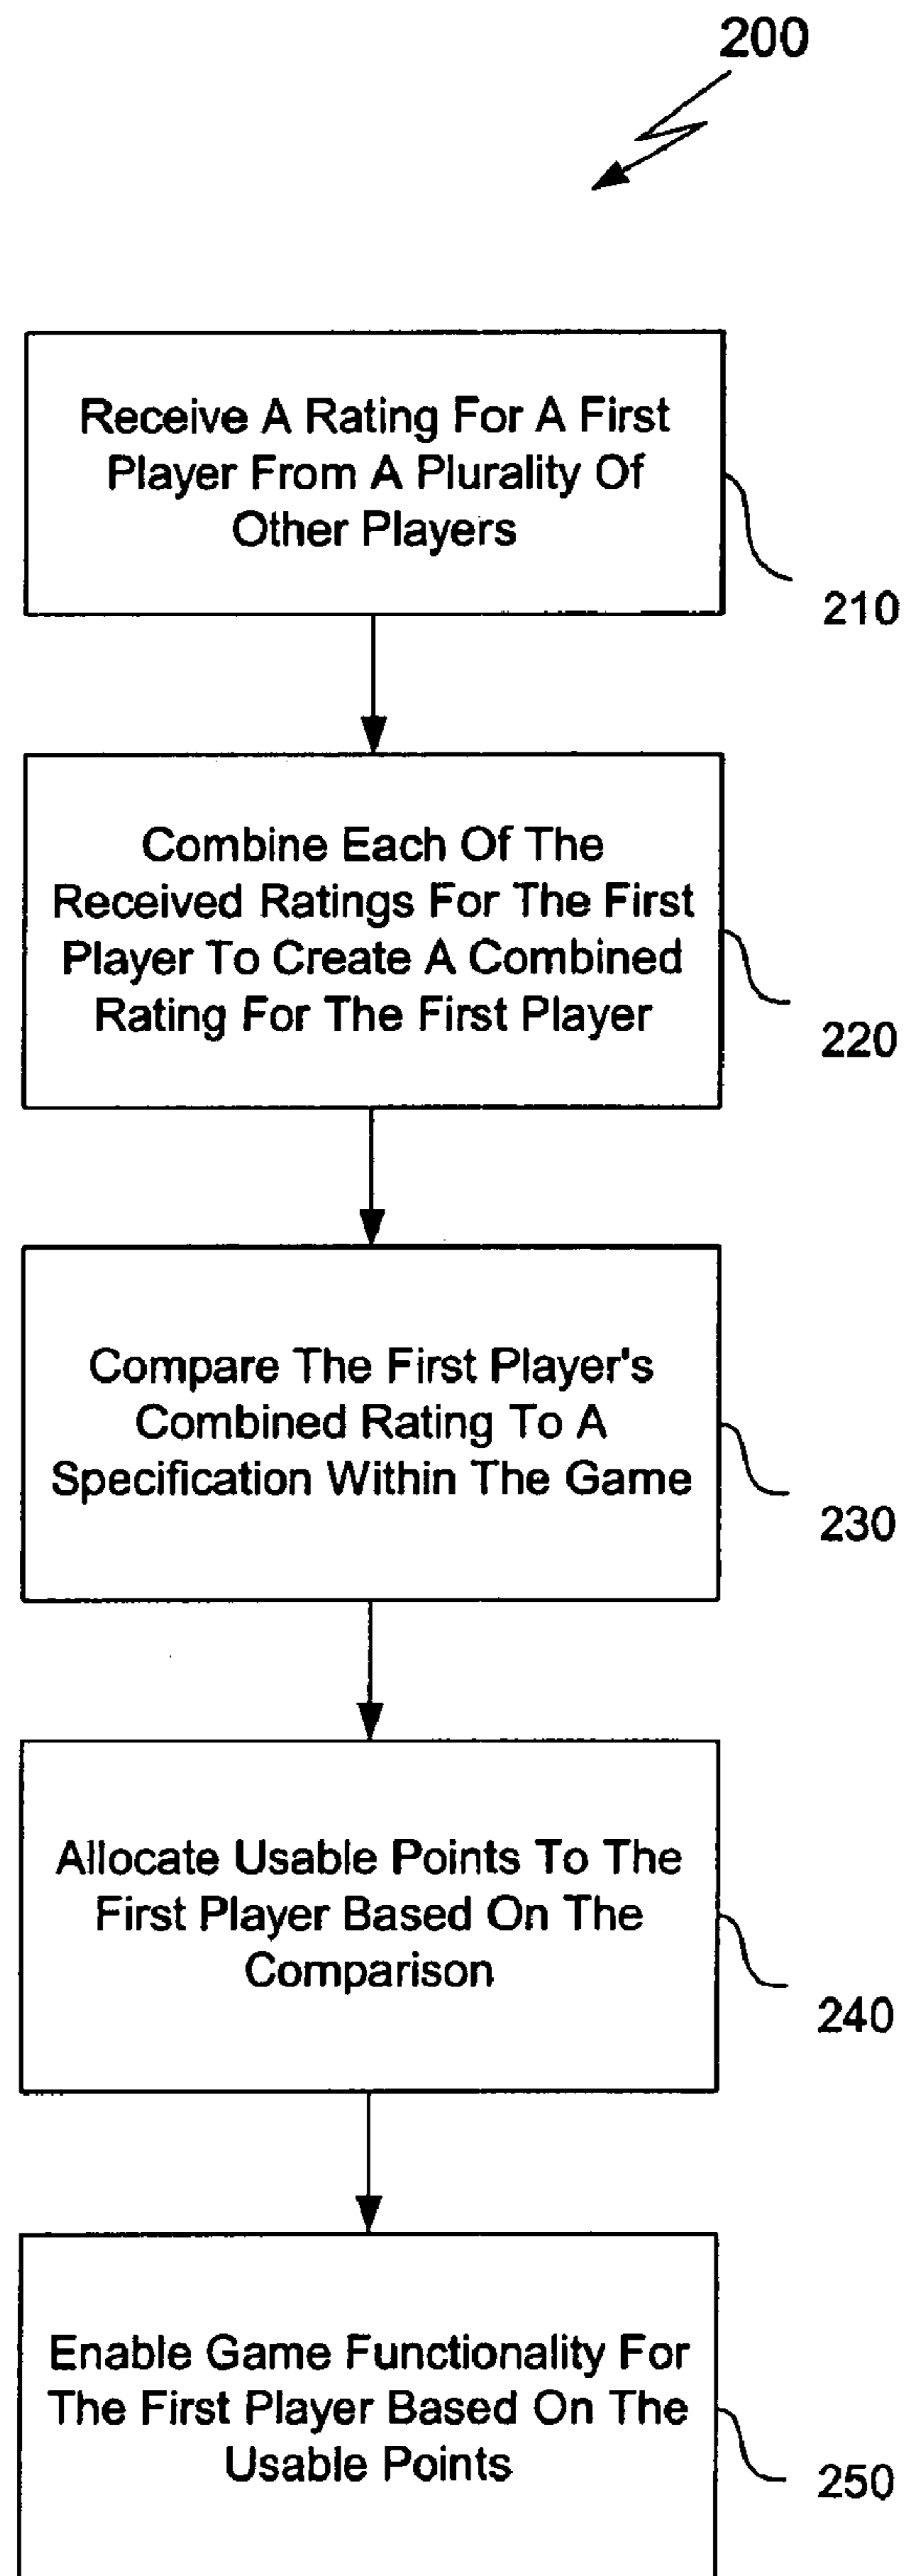 200
Receive A Rating For A First
Player From A Plurality Of
Other Players
210
Combine Each Of The
Received Ratings For The First
Player To Create A Combined
Rating For The First Player
220
Compare The First Player's
Combined Rating To A
Specification Within The Game
230
Allocate Usable Points To The
First Player Based On The
Comparison
240
Enable Game Functionality For
The First Player Based On The
Usable Points
250